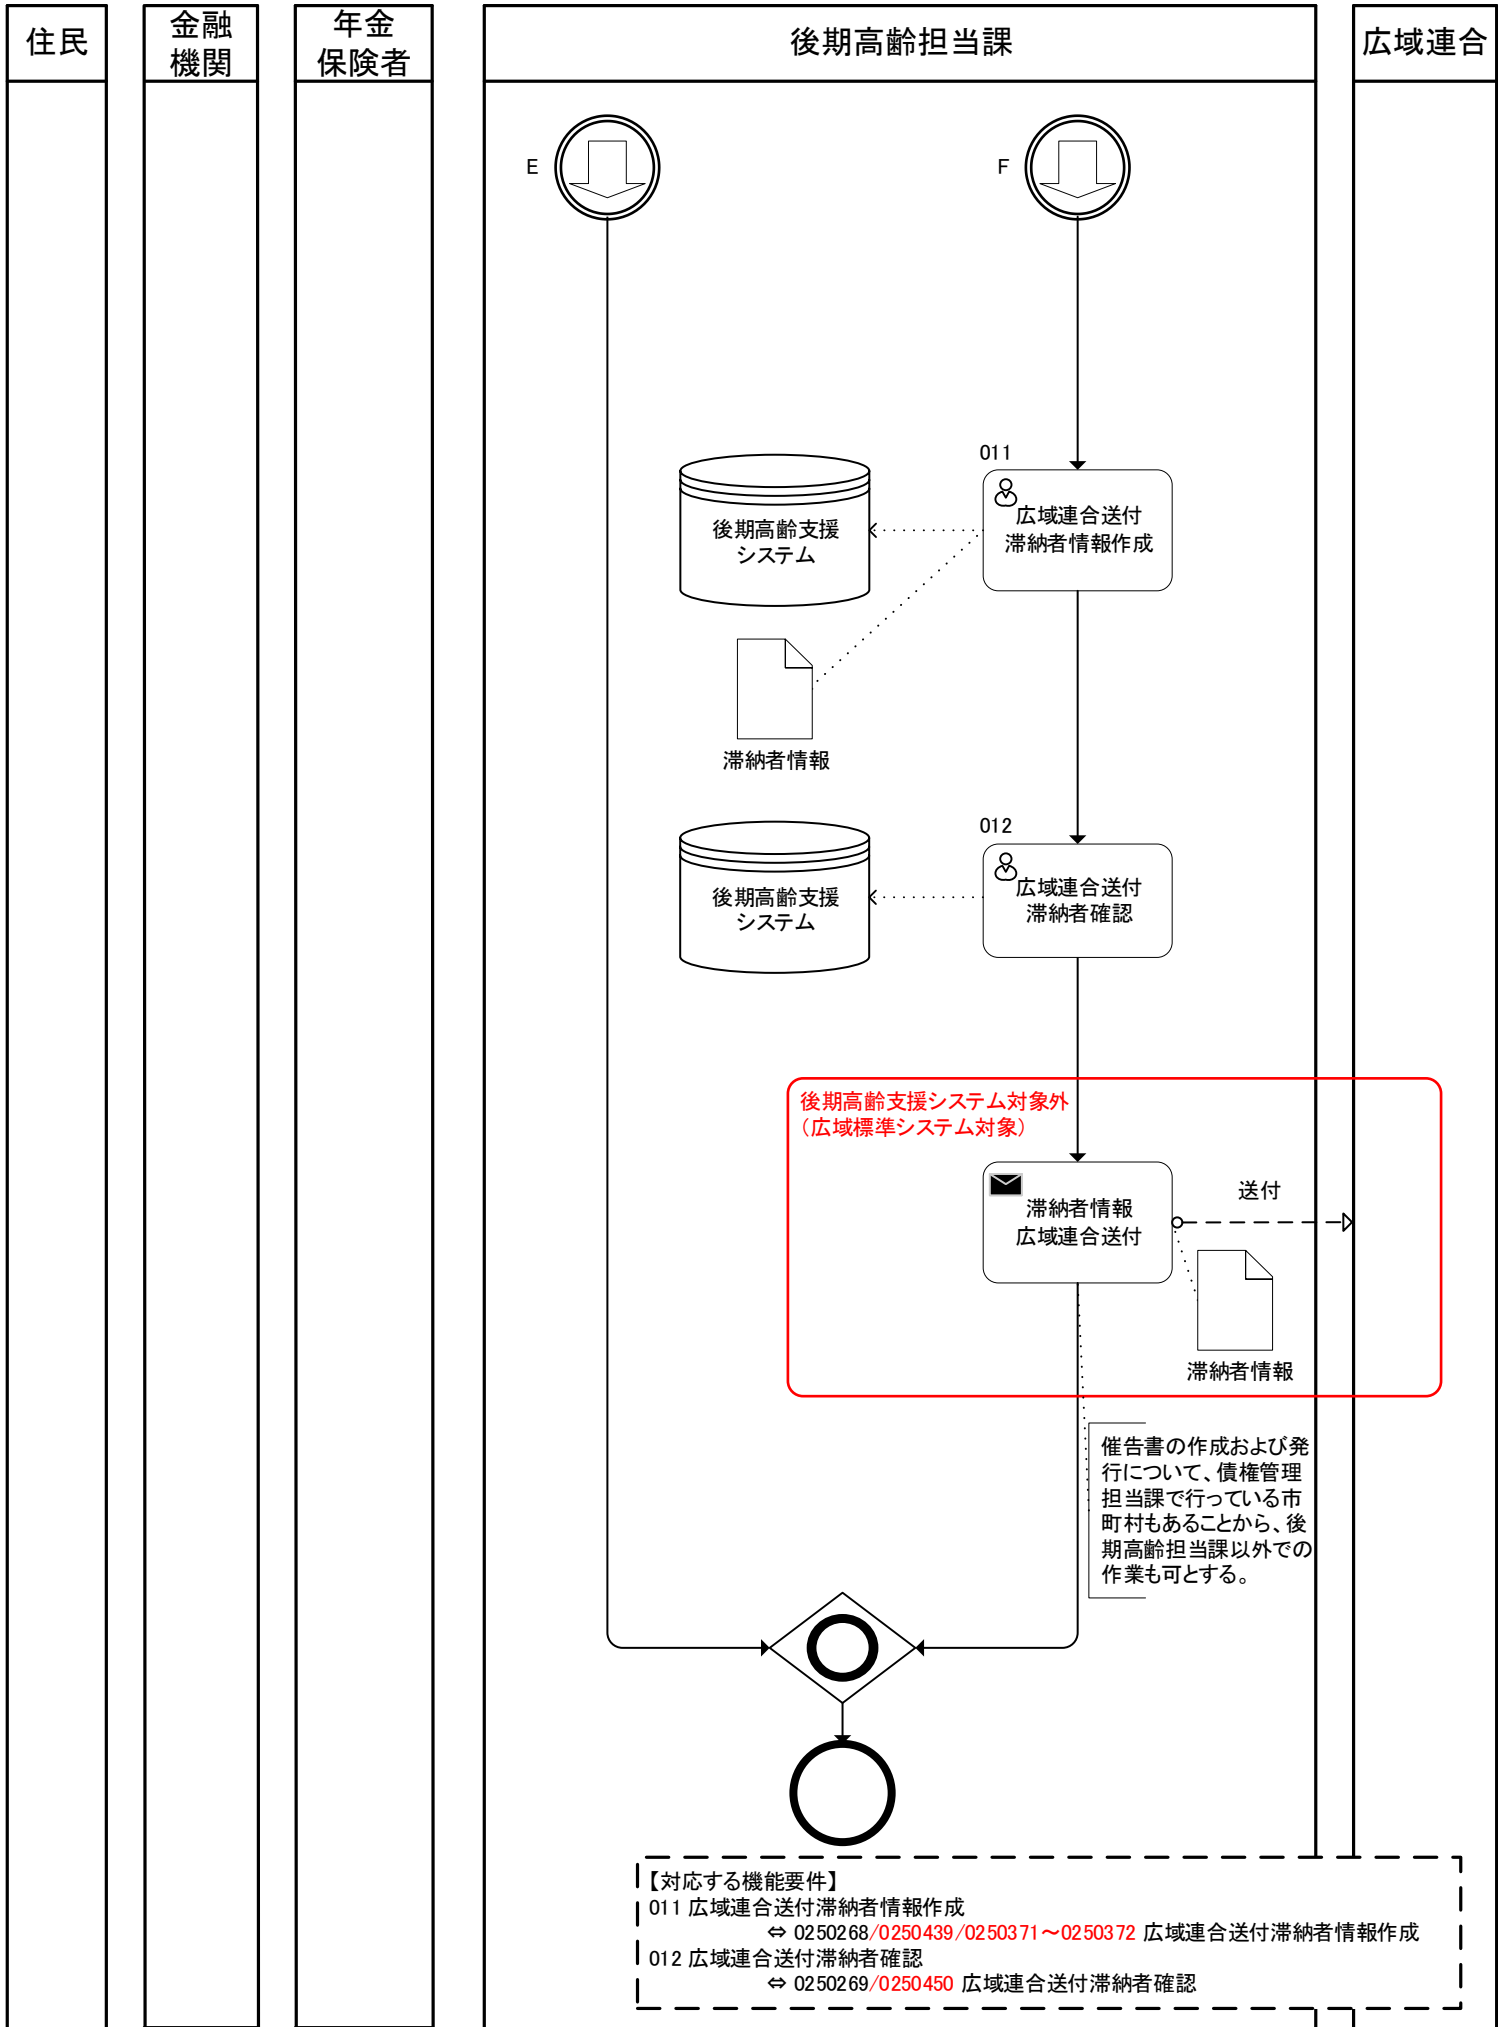 住民
金融
機関
年金
保険者
後期高齢担当課
広域連合
E
F
011
広域連合送付
滞納者情報作成
後期高齢支援
システム
滞納者情報
012
広域連合送付
滞納者確認
後期高齢支援
システム
後期高齢支援システム対象外
（広域標準システム対象）
滞納者情報
広域連合送付
送付
滞納者情報
催告書の作成および発
行について、債権管理
担当課で行っている市
町村もあることから、後
期高齢担当課以外での
作業も可とする。
【対応する機能要件】
011 広域連合送付滞納者情報作成
⇔ 0250268/0250439/0250371～0250372 広域連合送付滞納者情報作成
012 広域連合送付滞納者確認
⇔ 0250269/0250450 広域連合送付滞納者確認